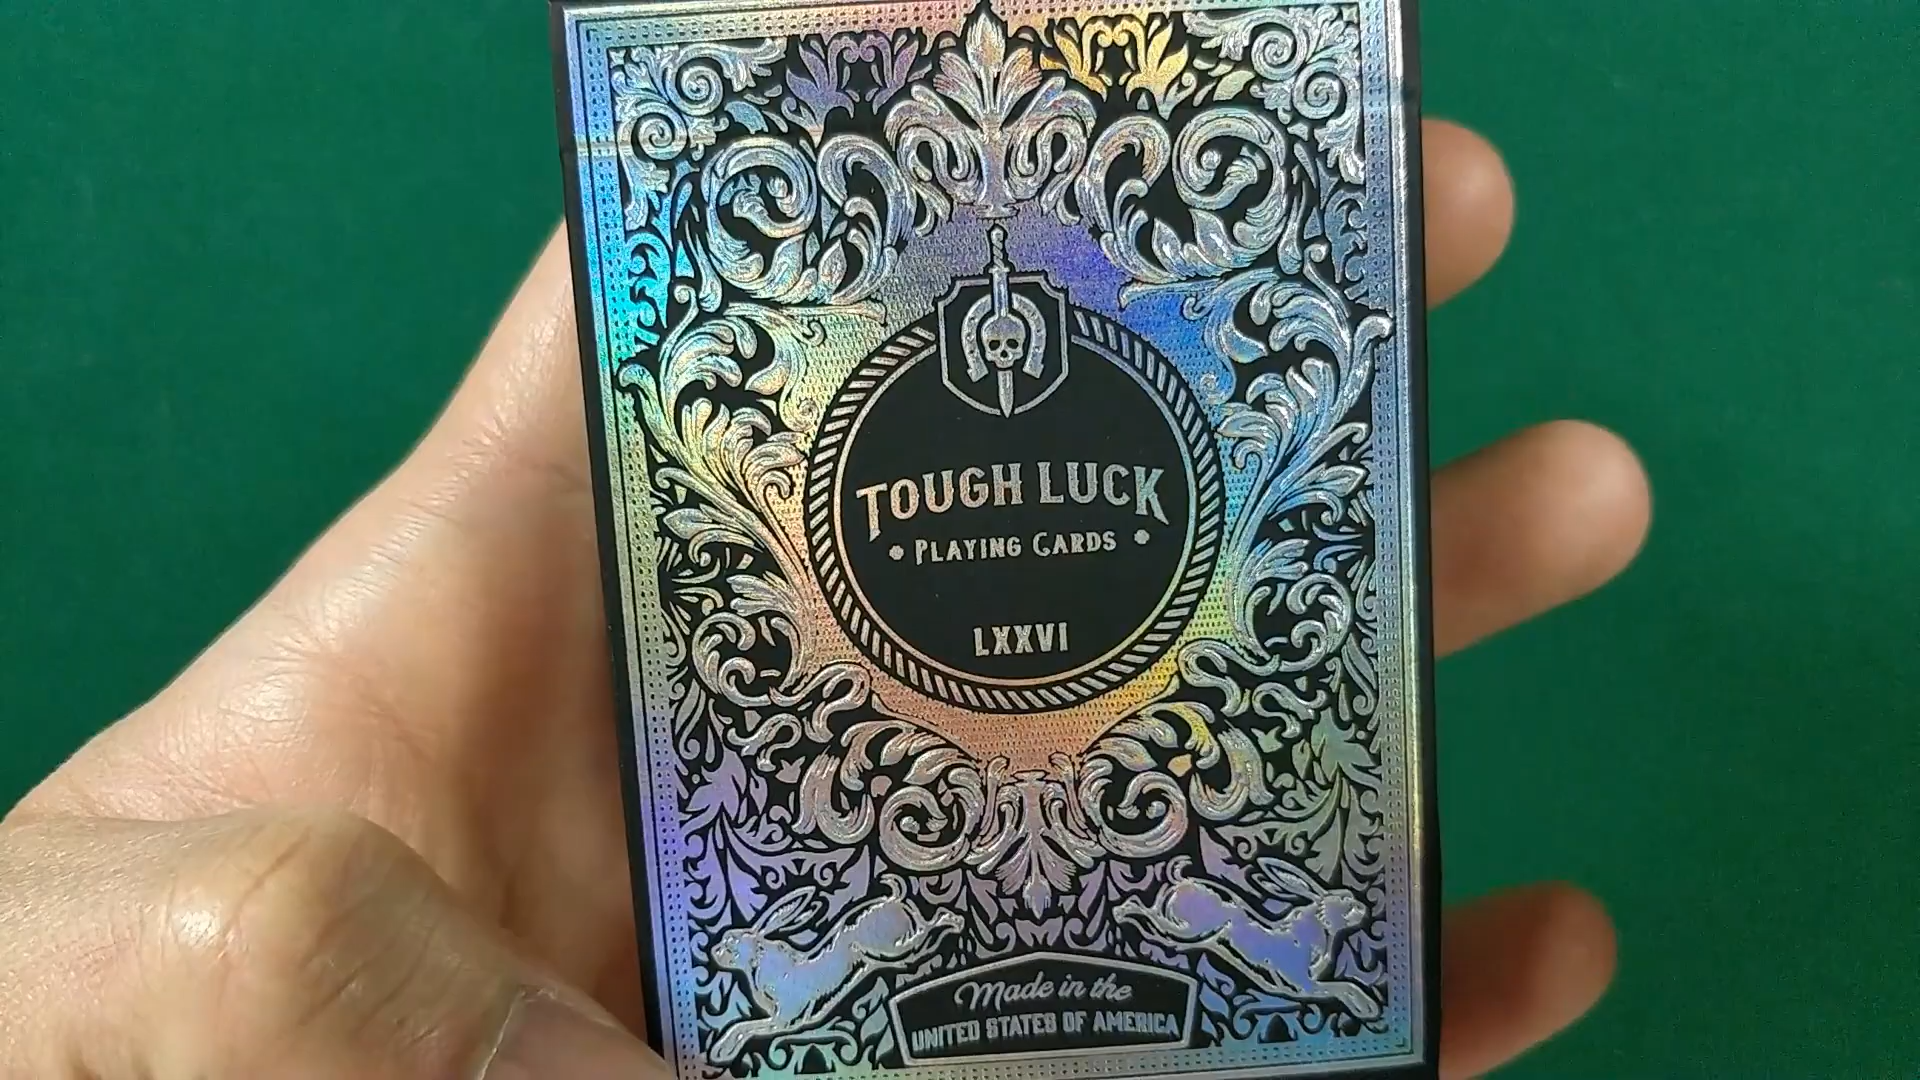 TOUGH LUCK
• PLAYING CARDS •
LXXVI
Made in the
UNITED STATES OF AMERICA